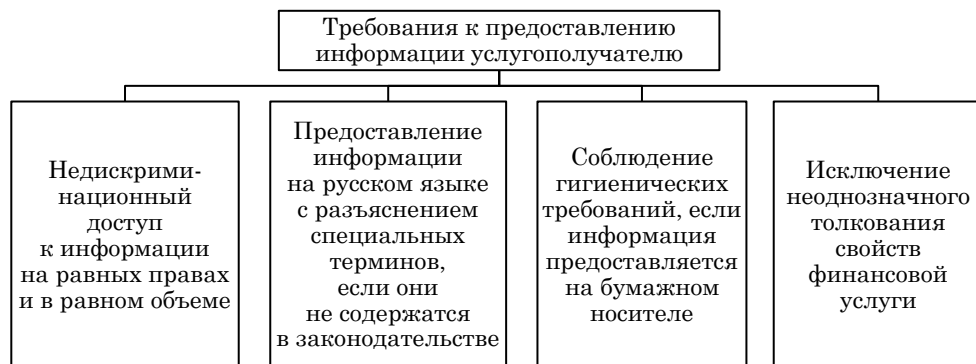 Требования к предоставлению
информации услугополучателю
Недискрими-
национный
доступ
к информации
на равных правах
и в равном объеме
Предоставление
информации
на русском языке
с разъяснением
специальных
терминов,
если они
не содержатся
в законодательстве
Соблюдение
гигиенических
требований, если
информация
предоставляется
на бумажном
носителе
Исключение
неоднозначного
толкования
свойств
финансовой
услуги